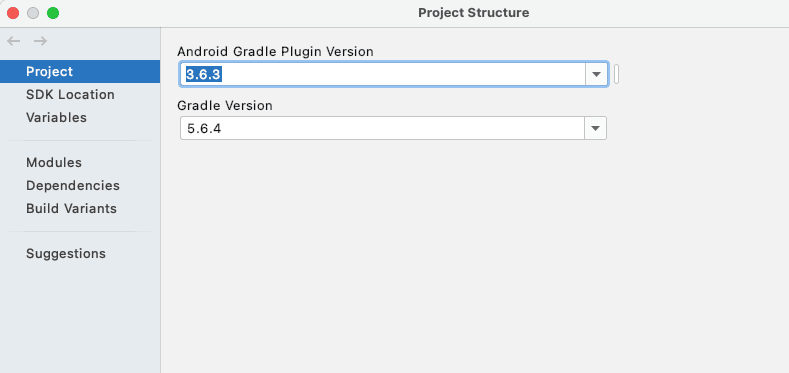 Project Structure
Project
SDK Location
Variables
Modules
Dependencies
Build Variants
Suggestions
Android Gradle Plugin Version
3.6.3
Gradle Version
5.6.4